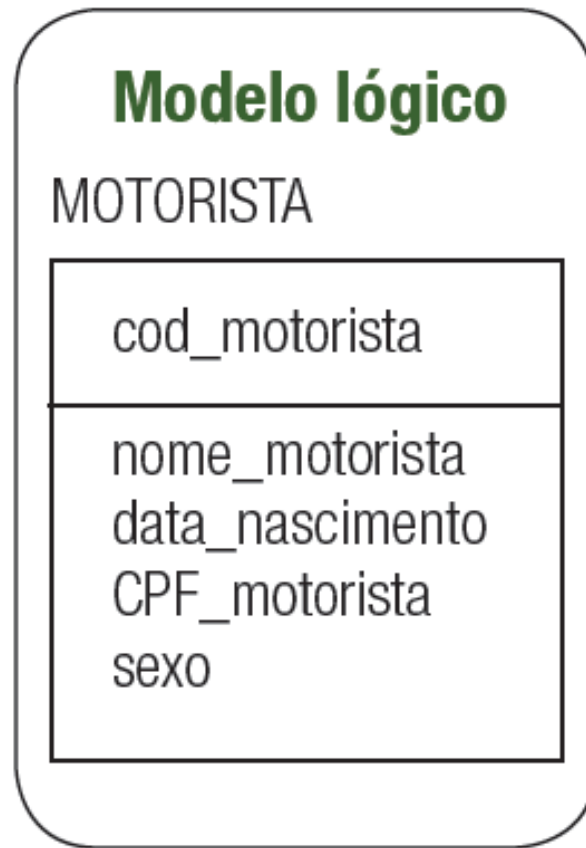 Modelo lógico
MOTORISTA
cod_motorista
nome_motorista
data_nascimento
CPF_motorista
sexo